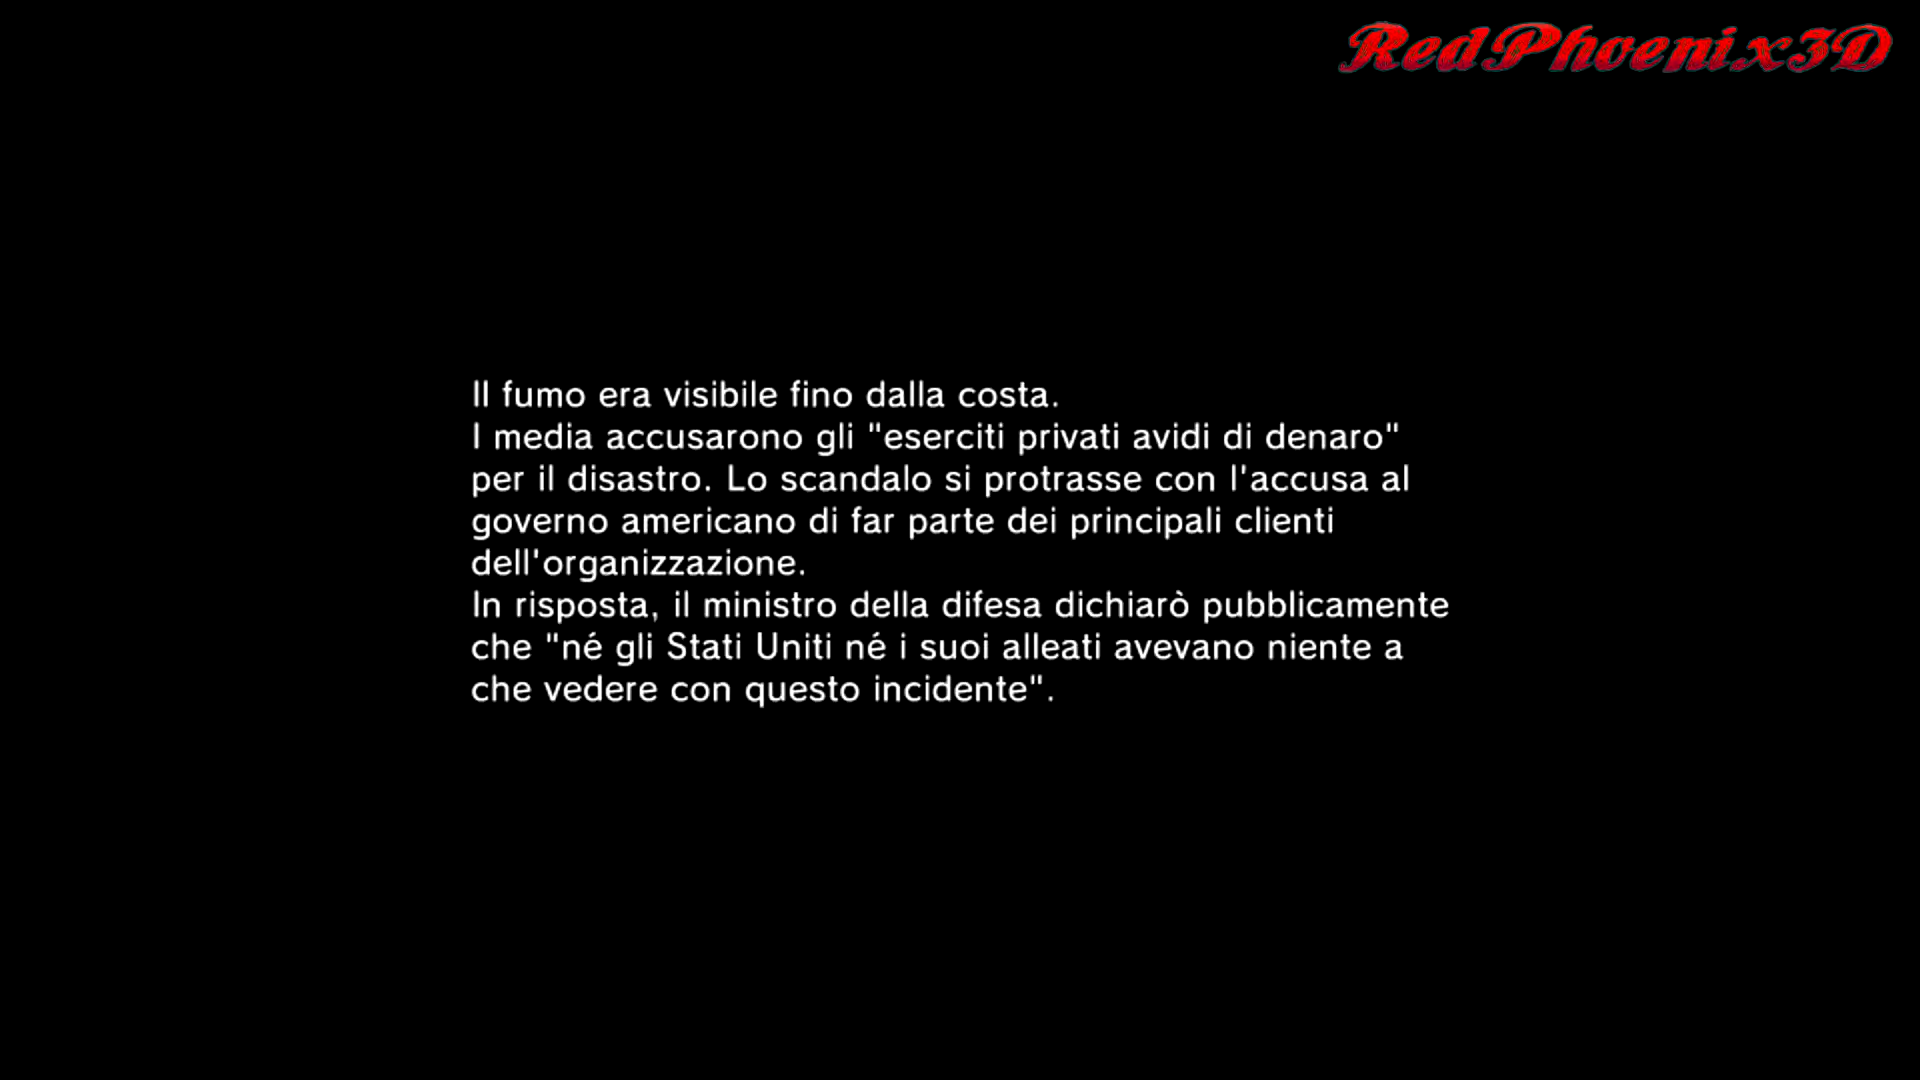 RedPhoenix3D
Il fumo era visibile fino dalla costa.
I media accusarono gli "eserciti privati avidi di denaro"
per il disastro. Lo scandalo si protrasse con l'accusa al
governo americano di far parte dei principali clienti
dell'organizzazione.
In risposta, il ministro della difesa dichiarò pubblicamente
che "né gli Stati Uniti né i suoi alleati avevano niente a
che vedere con questo incidente".